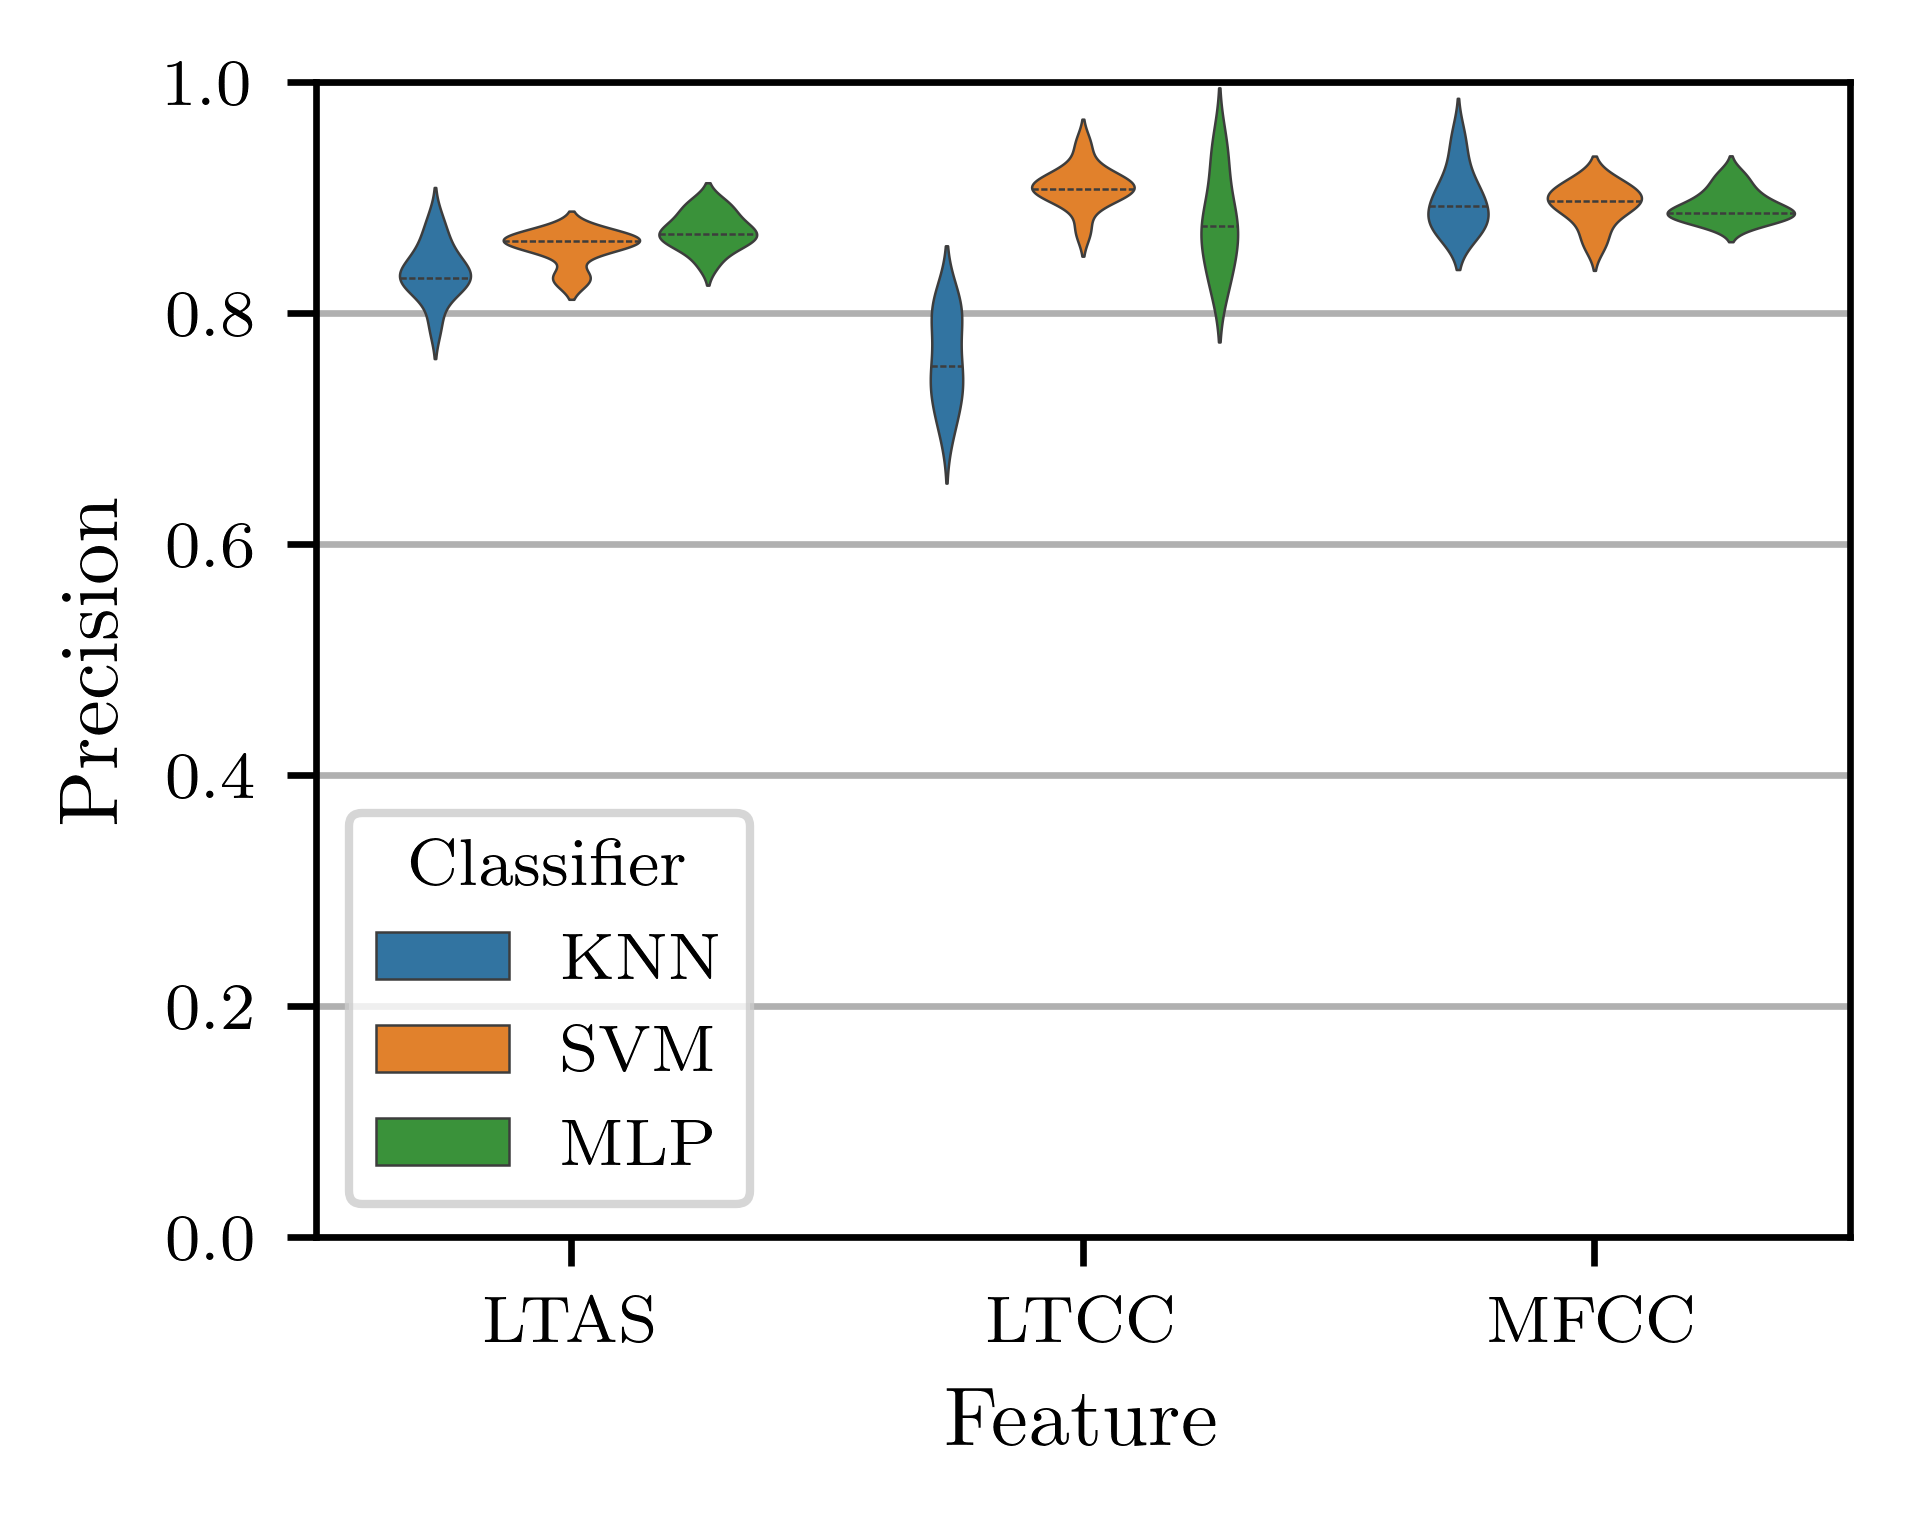 1.0
0.8
0.6
0.4
0.2
0.0
Precision
Classifier
KNN
SVM
MLP
LTAS
LTCC
MFCC
Feature